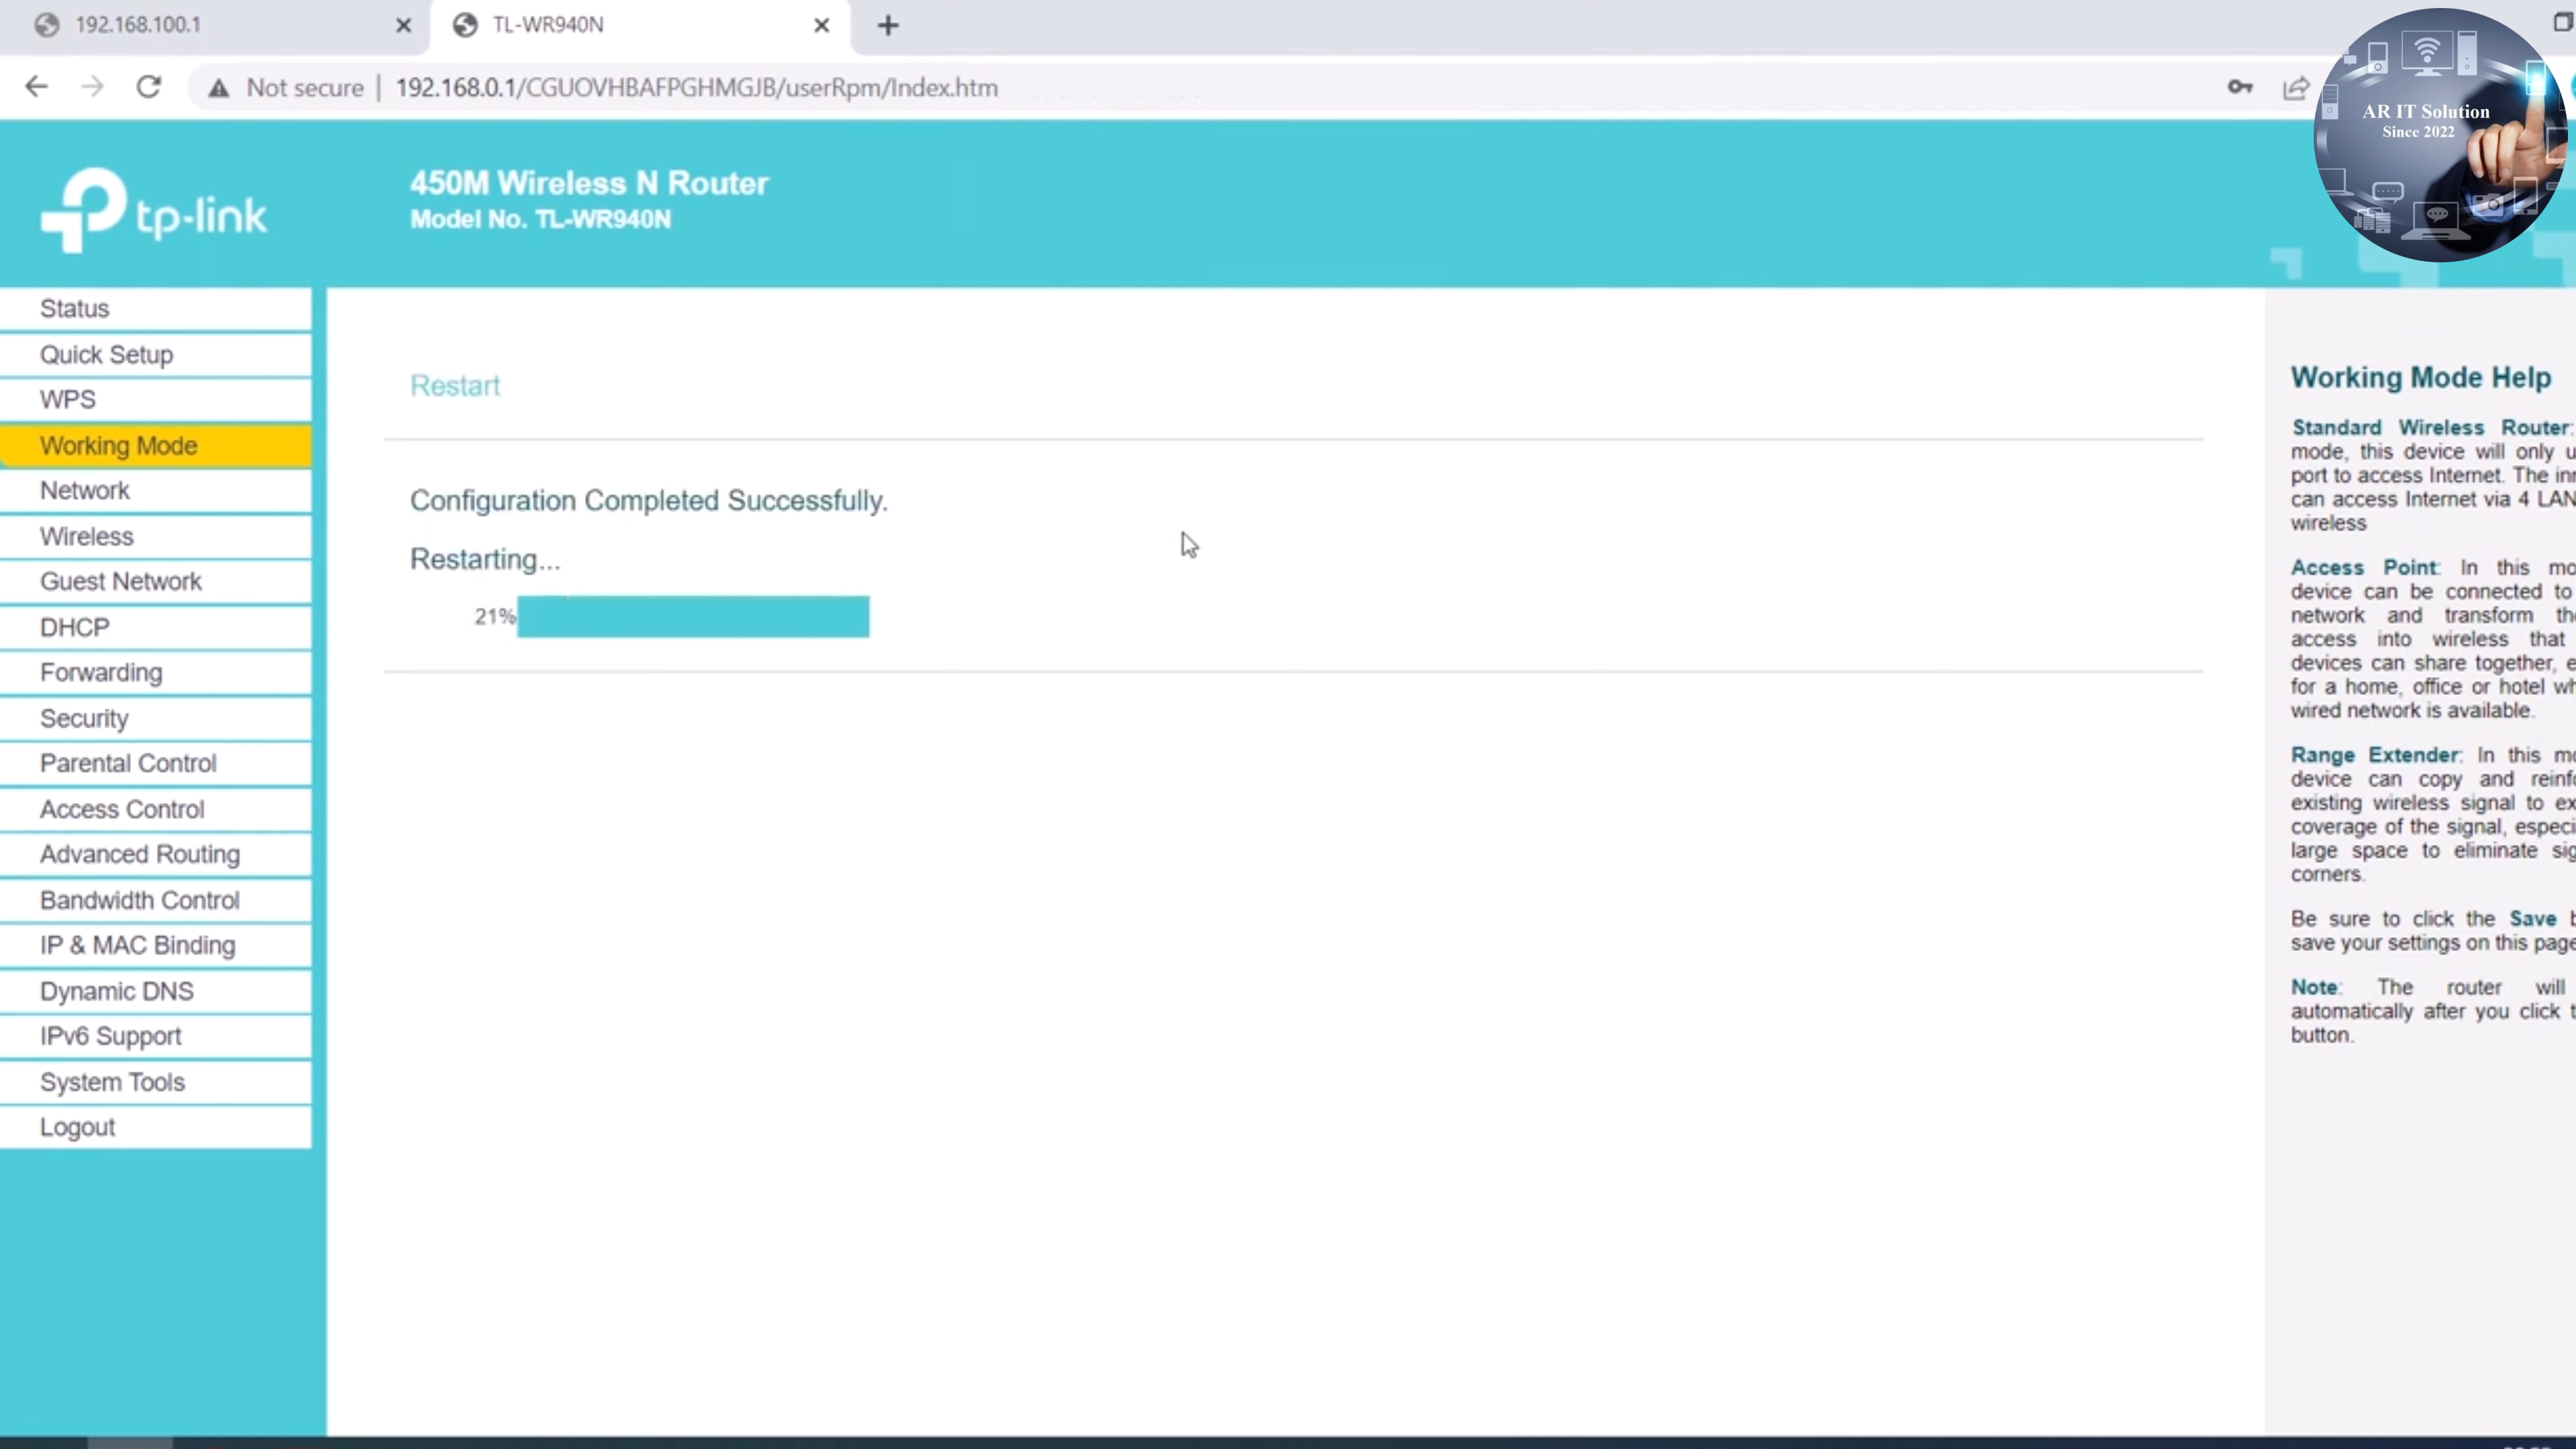 192.168.100.1
TL-WR940N
Not secure | 192.168.0.1/CGUOVHBAFPGHMGJB/userRpm/Index.htm
AR IT Solution
Since 2022
tp-link
450M Wireless N Router
Model No. TL-WR940N
Status
Quick Setup
WPS
Working Mode
Network
Wireless
Guest Network
DHCP
Forwarding
Security
Parental Control
Access Control
Advanced Routing
Bandwidth Control
IP & MAC Binding
Dynamic DNS
IPv6 Support
System Tools
Logout
Restart
Configuration Completed Successfully.
Restarting...
21%
Working Mode Help
Standard Wireless Router:
mode, this device will only
port to access Internet. The
can access Internet via 4 LAN
wireless
Access Point: In this
device can be connected to
network and transform
access into wireless that
devices can share together,
for a home, office or hotel
wired network is available.
Range Extender: In this
device can copy and
existing wireless signal to
coverage of the signal,
large space to eliminate
corners.
Be sure to click the Save
save your settings on this page
Note: The router will
automatically after you click
button.